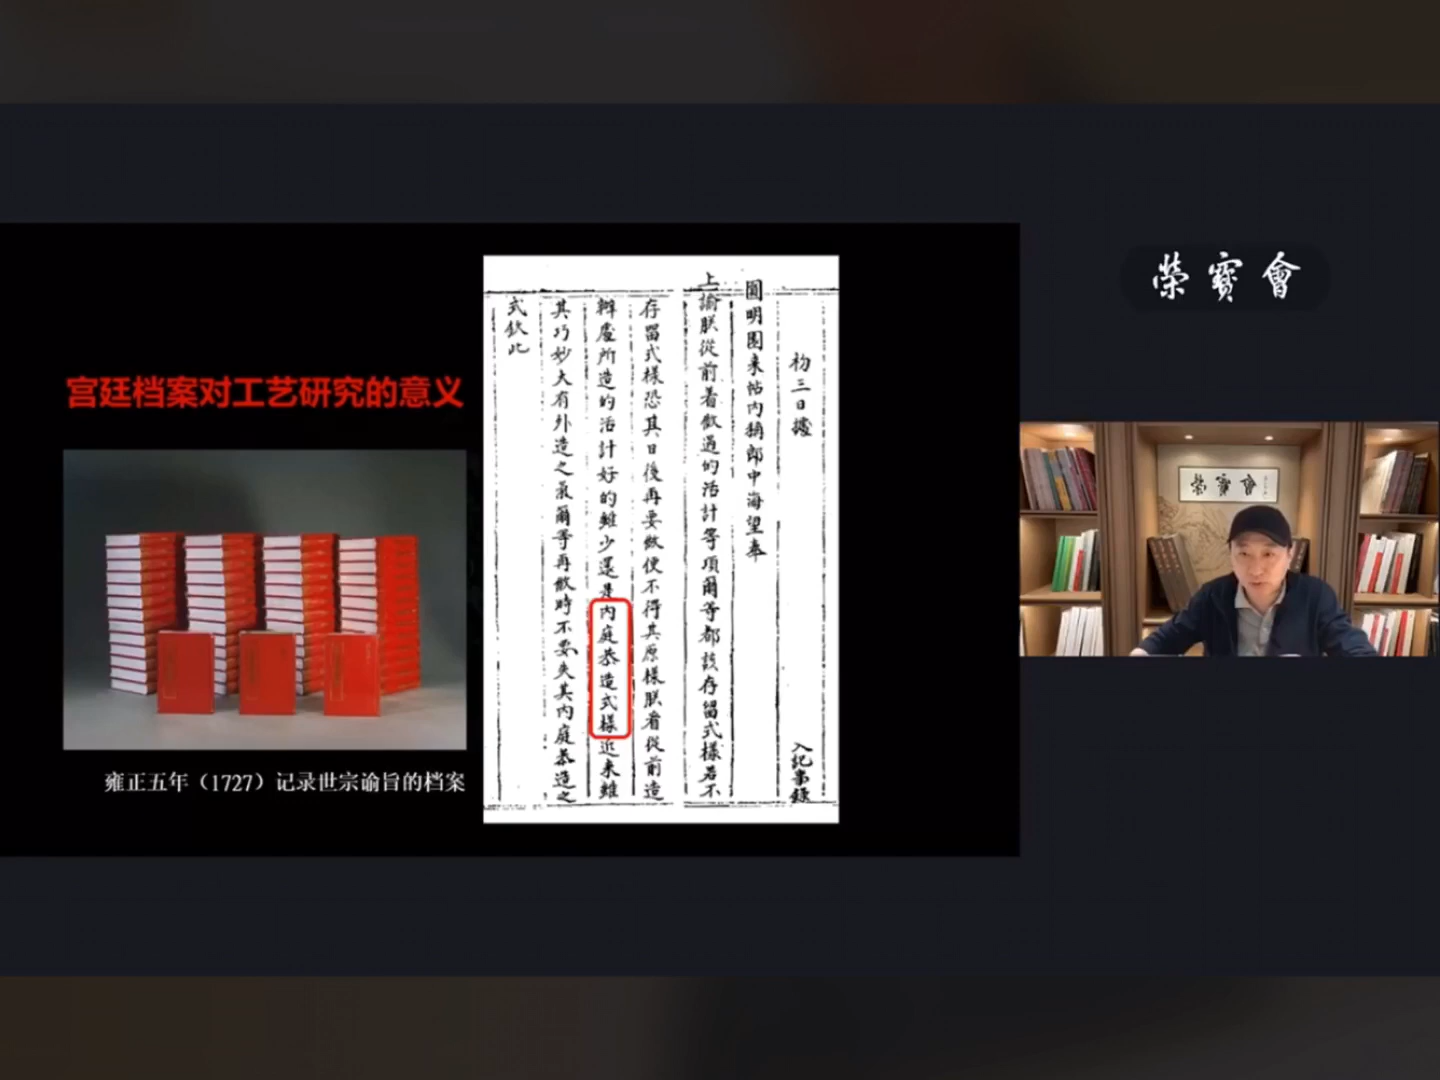 宫廷档案对工艺研究的意义
雍正五年（1727）记录世宗谕旨的档案
初三日據　入記事錄
圓明園来帖内稱郎中海望奉
上諭朕從前着做過的活計等項爾等都該存留式樣若不
存留式樣恐其日後再要做便不得其原樣朕看從前造
辦處所造的活計好的雖少還是内庭恭造式樣近来雖
其巧妙大有外造之氣爾等再做時不要失其内庭恭造之
式欽此
榮寶會
榮寶會